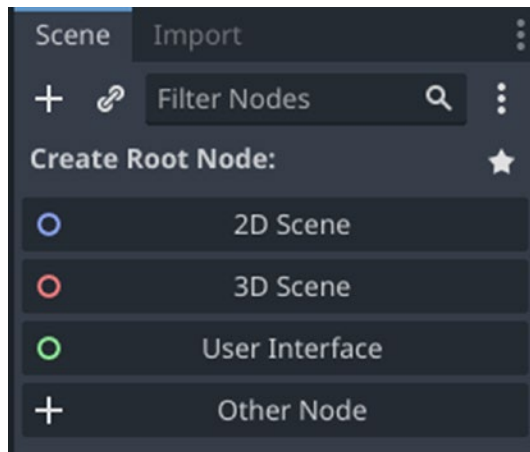 Scene Import
Filter Nodes
Create Root Node:
2D Scene
3D Scene
User Interface
Other Node